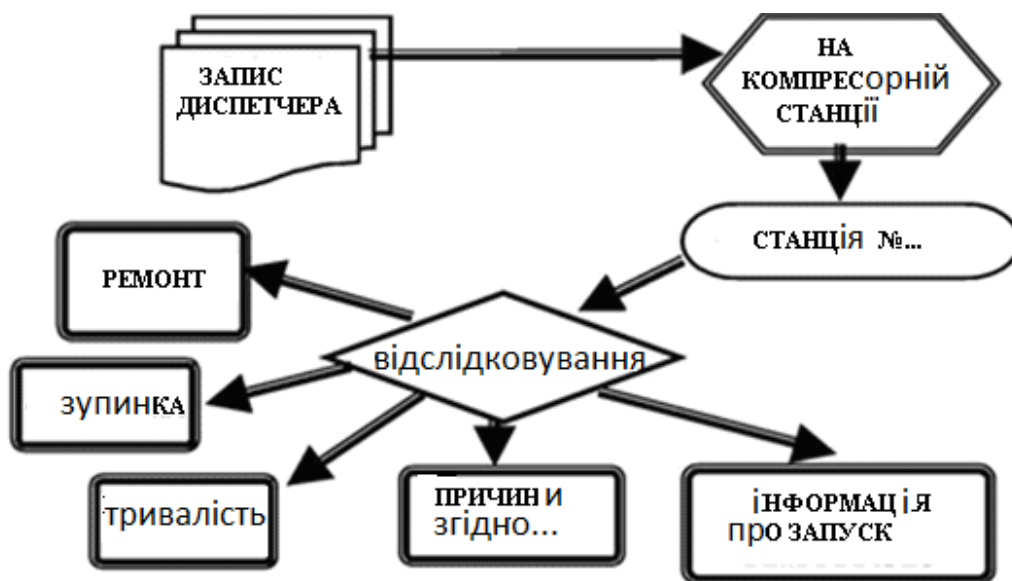 ЗАПИС
ДИСПЕТЧЕРА
НА
КОМПРЕСОРНІЙ
СТАНЦІЇ
СТАНЦІЯ №...
РЕМОНТ
відслідковування
зупинКА
тривалість
ПРИЧИНИ
згідно...
іНФОРМАЦіЯ
прО ЗАПУСК